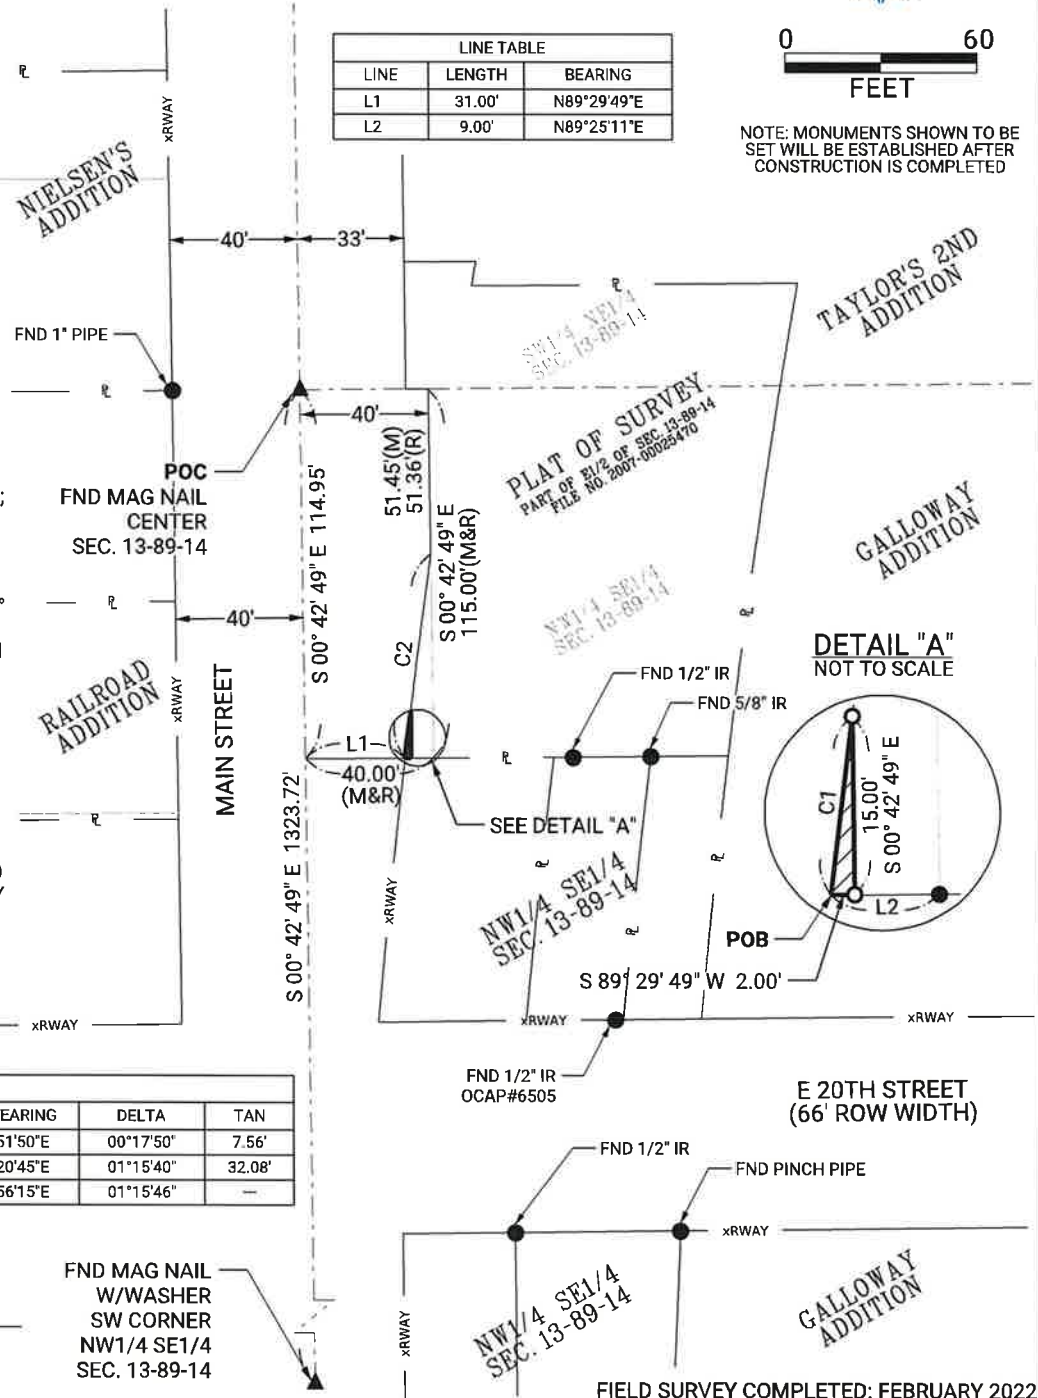 0 60
FEET
NOTE: MONUMENTS SHOWN TO BE
SET WILL BE ESTABLISHED AFTER
CONSTRUCTION IS COMPLETED
LINE TABLE
LINE LENGTH BEARING
L1 31.00' N89°29'49"E
L2 9.00' N89°25'11"E
xRWAY
NIELSEN'S
ADDITION
40'
33'
TAYLOR'S 2ND
ADDITION
SW1/4 NE1/4
SEC. 13-89-14
FND 1" PIPE
40'
PLAT OF SURVEY
PART OF E1/2 OF SEC. 13-89-14
FILE NO. 2007-00025470
POC
FND MAG NAIL
CENTER
SEC. 13-89-14
S 00° 42' 49" E 114.95'
51.45'(M)
51.36'(R)
S 00° 42' 49" E
115.00'(M&R)
GALLOWAY
ADDITION
NW1/4 SE1/4
SEC. 13-89-14
40'
C2
RAILROAD
ADDITION
xRWAY
MAIN STREET
FND 1/2" IR
FND 5/8" IR
DETAIL "A"
NOT TO SCALE
L1
40.00'
(M&R)
SEE DETAIL "A"
C1
15.00'
S 00° 42' 49" E
L2
POB
S 89° 29' 49" W 2.00'
S 00° 42' 49" E 1323.72'
xRWAY
NW1/4 SE1/4
SEC. 13-89-14
xRWAY
xRWAY
xRWAY
FND 1/2" IR
OCAP#6505
E 20TH STREET
(66' ROW WIDTH)
EARING DELTA TAN
51'50"E 00°17'50" 7.56'
20'45"E 01°15'40" 32.08'
56'15"E 01°15'46" —
FND 1/2" IR
FND PINCH PIPE
xRWAY
xRWAY
FND MAG NAIL
W/WASHER
SW CORNER
NW1/4 SE1/4
SEC. 13-89-14
NW1/4 SE1/4
SEC. 13-89-14
GALLOWAY
ADDITION
FIELD SURVEY COMPLETED: FEBRUARY 2022